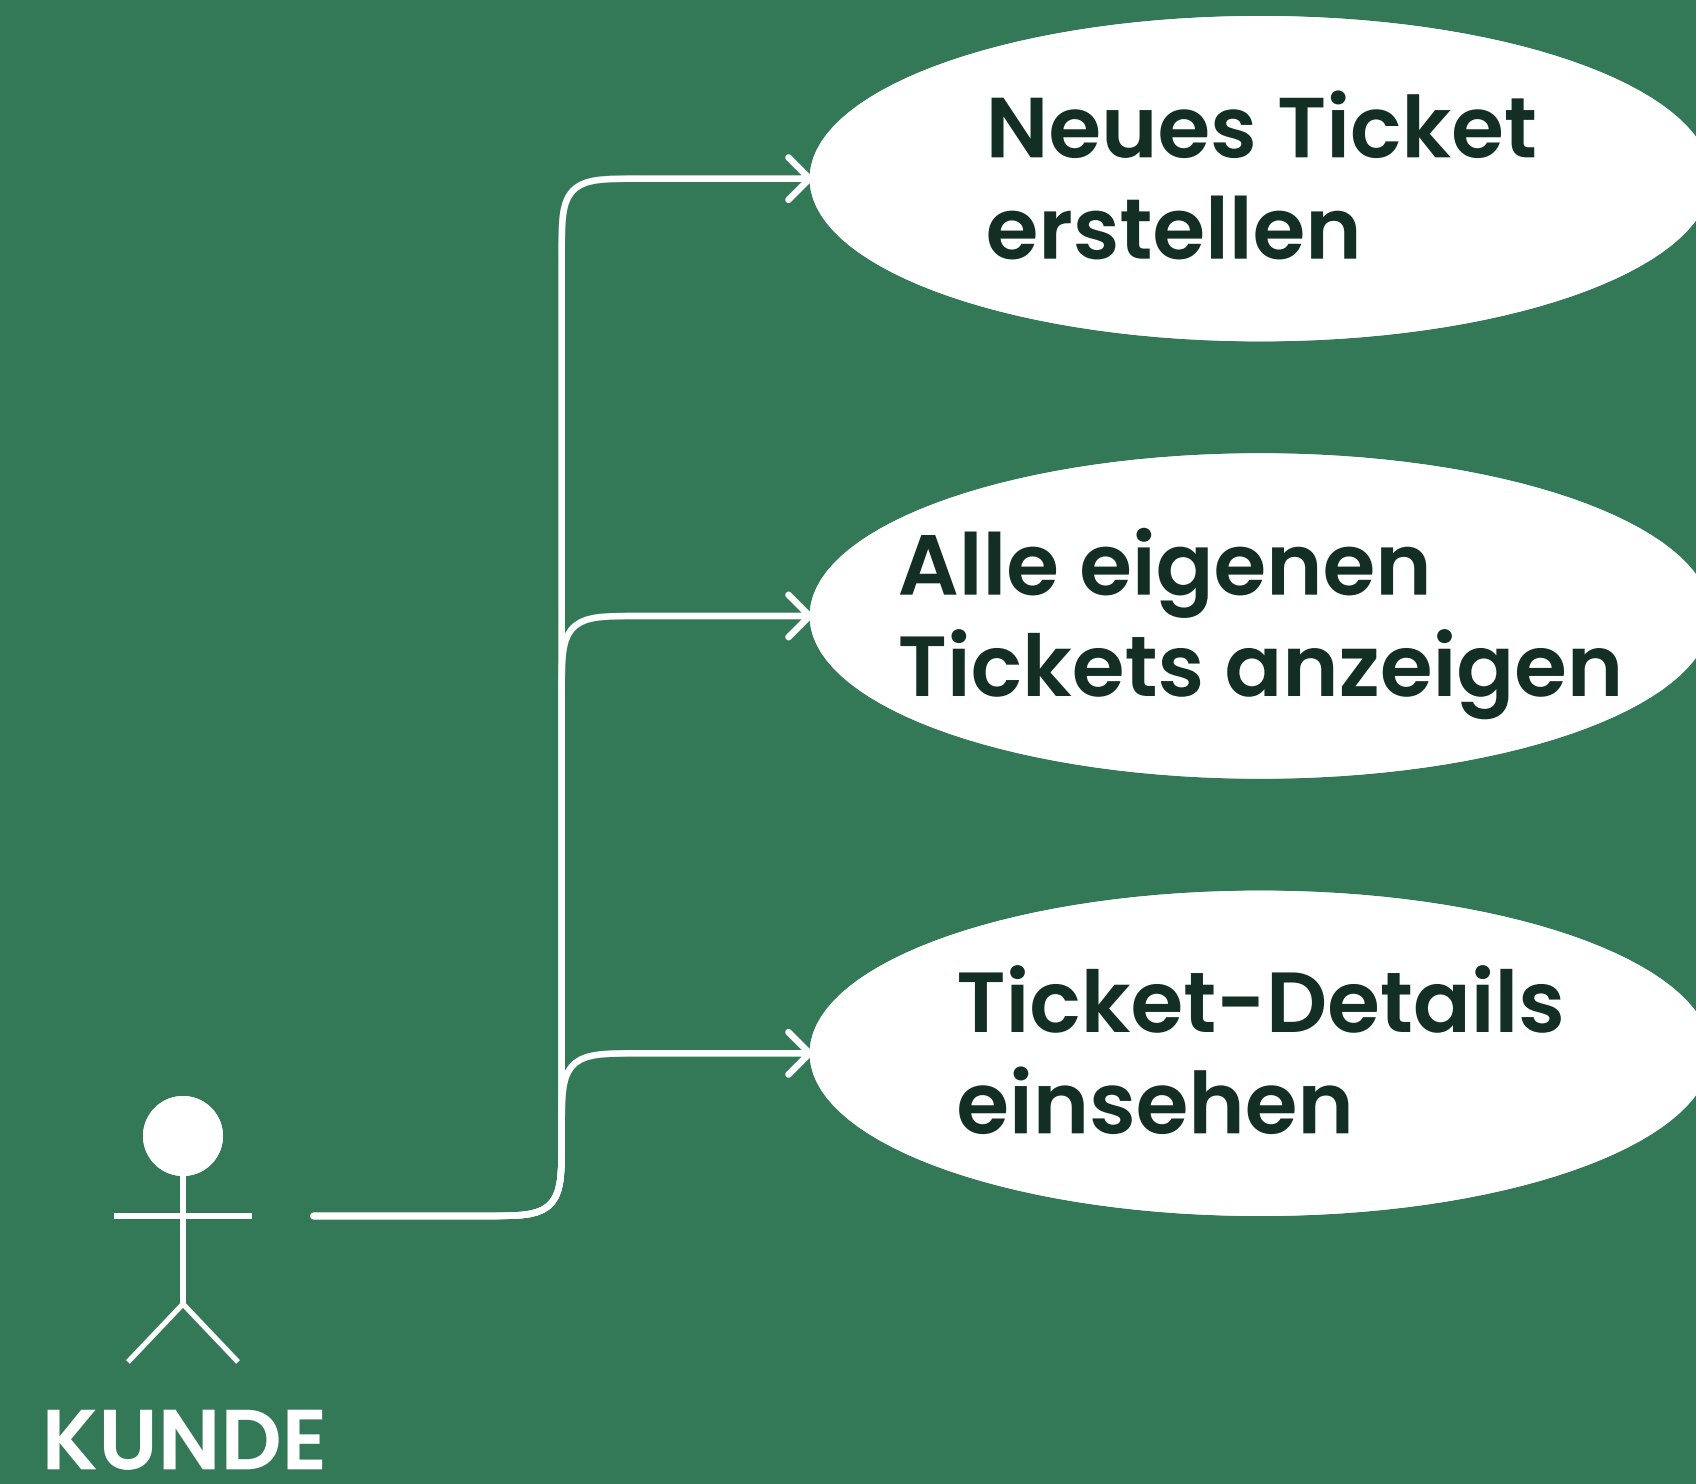 Neues Ticket
erstellen
Alle eigenen
Tickets anzeigen
Ticket-Details
einsehen
KUNDE